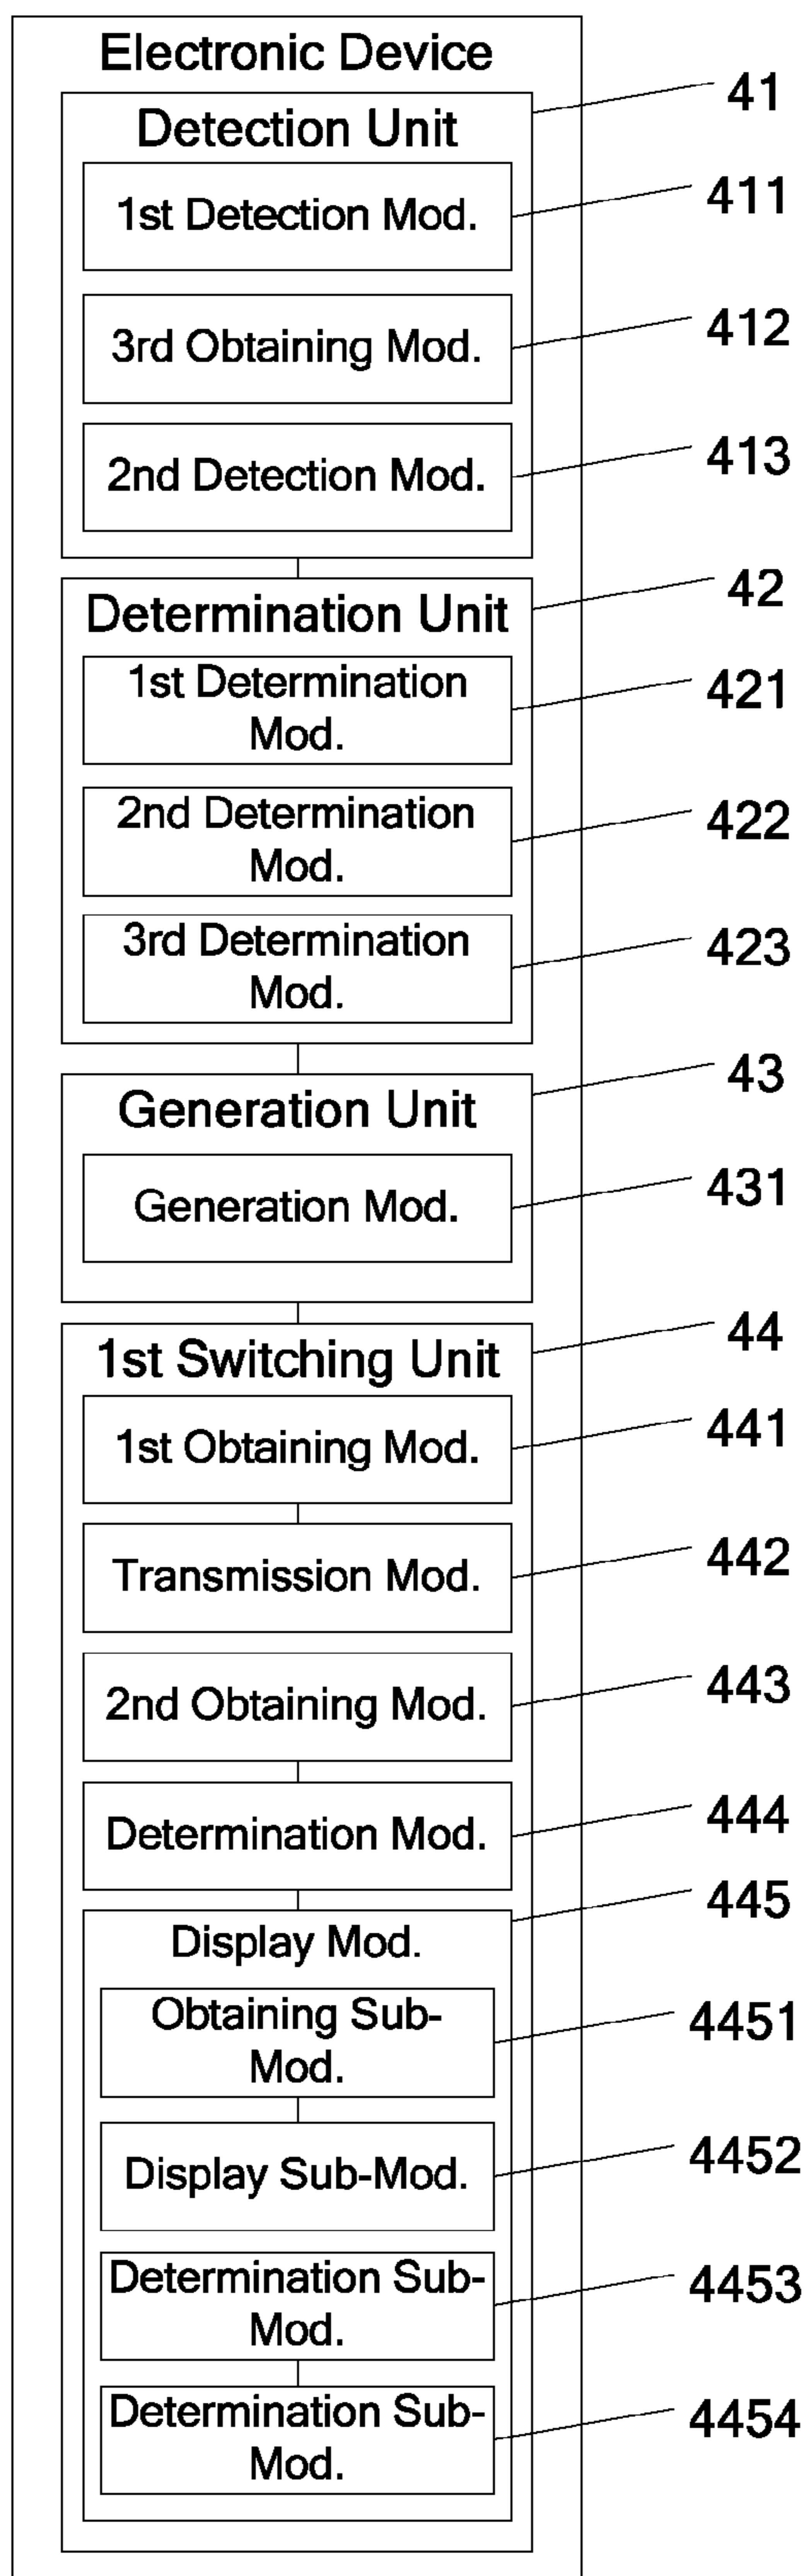 Electronic Device
Detection Unit
41
1st Detection Mod.
411
3rd Obtaining Mod.
412
2nd Detection Mod.
413
Determination Unit
42
1st Determination
Mod.
421
2nd Determination
Mod.
422
3rd Determination
Mod.
423
Generation Unit
43
Generation Mod.
431
1st Switching Unit
44
1st Obtaining Mod.
441
Transmission Mod.
442
2nd Obtaining Mod.
443
Determination Mod.
444
Display Mod.
445
Obtaining Sub-
Mod.
4451
Display Sub-Mod.
4452
Determination Sub-
Mod.
4453
Determination Sub-
Mod.
4454